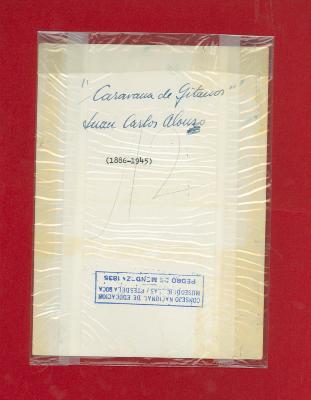 "Caravana de Gitanos"
Juan Carlos Alonso
(1886-1945)
12
CONSEJO NACIONAL DE EDUCACION
MUSEO DE BELLAS ARTES DE LA BOCA
PEDRO DE MENDOZA 1835